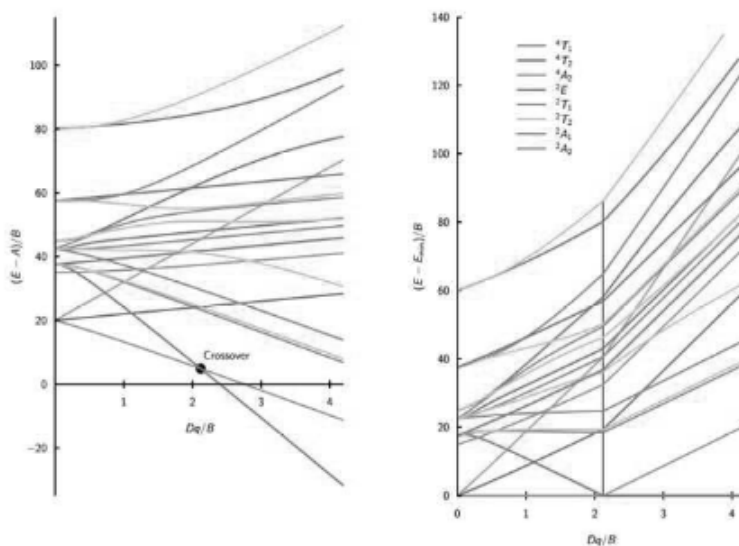 100
80
60
40
20
0
−20
(E − A)/B
Crossover
1 2 3 4
Dq/B
140
120
100
80
60
40
20
0
(E − E_min)/B
⁴T₁
⁴T₂
⁴A₂
²E
²T₁
²T₂
²A₁
²A₂
0 1 2 3 4
Dq/B